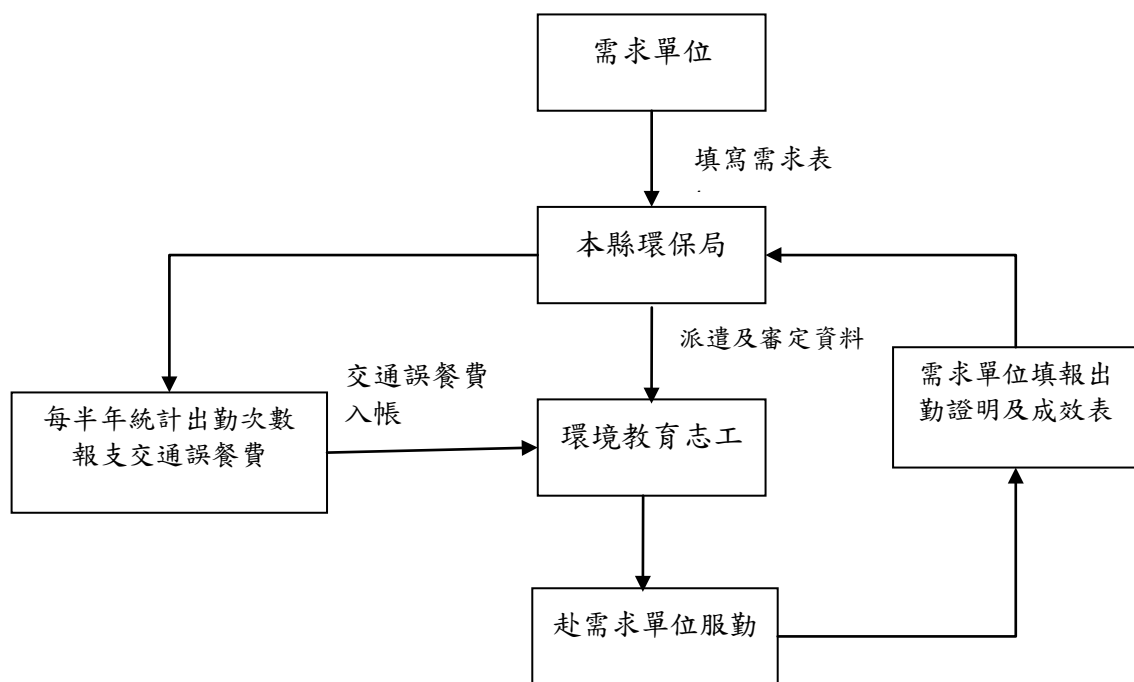 需求單位
填寫需求表
本縣環保局
派遣及審定資料
交通誤餐費
入帳
需求單位填報出
勤證明及成效表
每半年統計出勤次數
報支交通誤餐費
環境教育志工
赴需求單位服勤